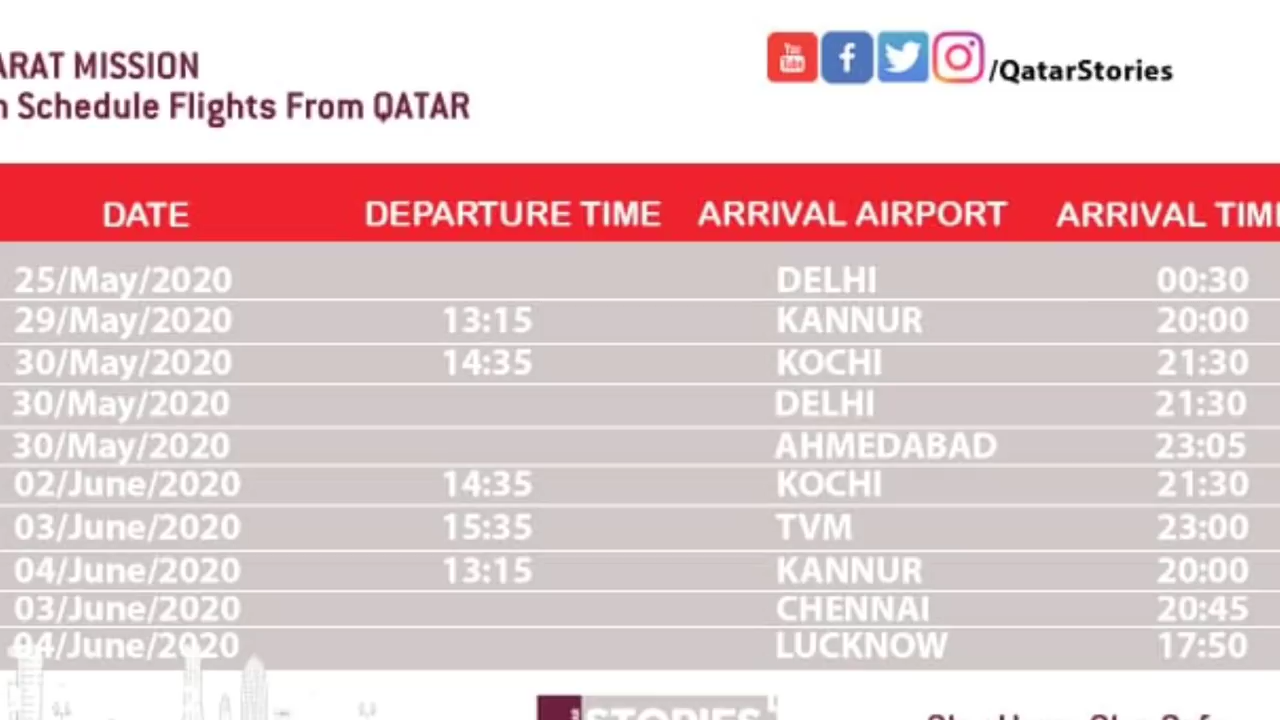 ARAT MISSION
n Schedule Flights From QATAR
You Tube
/QatarStories
DATE DEPARTURE TIME ARRIVAL AIRPORT ARRIVAL TIM
25/May/2020 DELHI 00:30
29/May/2020 13:15 KANNUR 20:00
30/May/2020 14:35 KOCHI 21:30
30/May/2020 DELHI 21:30
30/May/2020 AHMEDABAD 23:05
02/June/2020 14:35 KOCHI 21:30
03/June/2020 15:35 TVM 23:00
04/June/2020 13:15 KANNUR 20:00
03/June/2020 CHENNAI 20:45
04/June/2020 LUCKNOW 17:50
STORIES